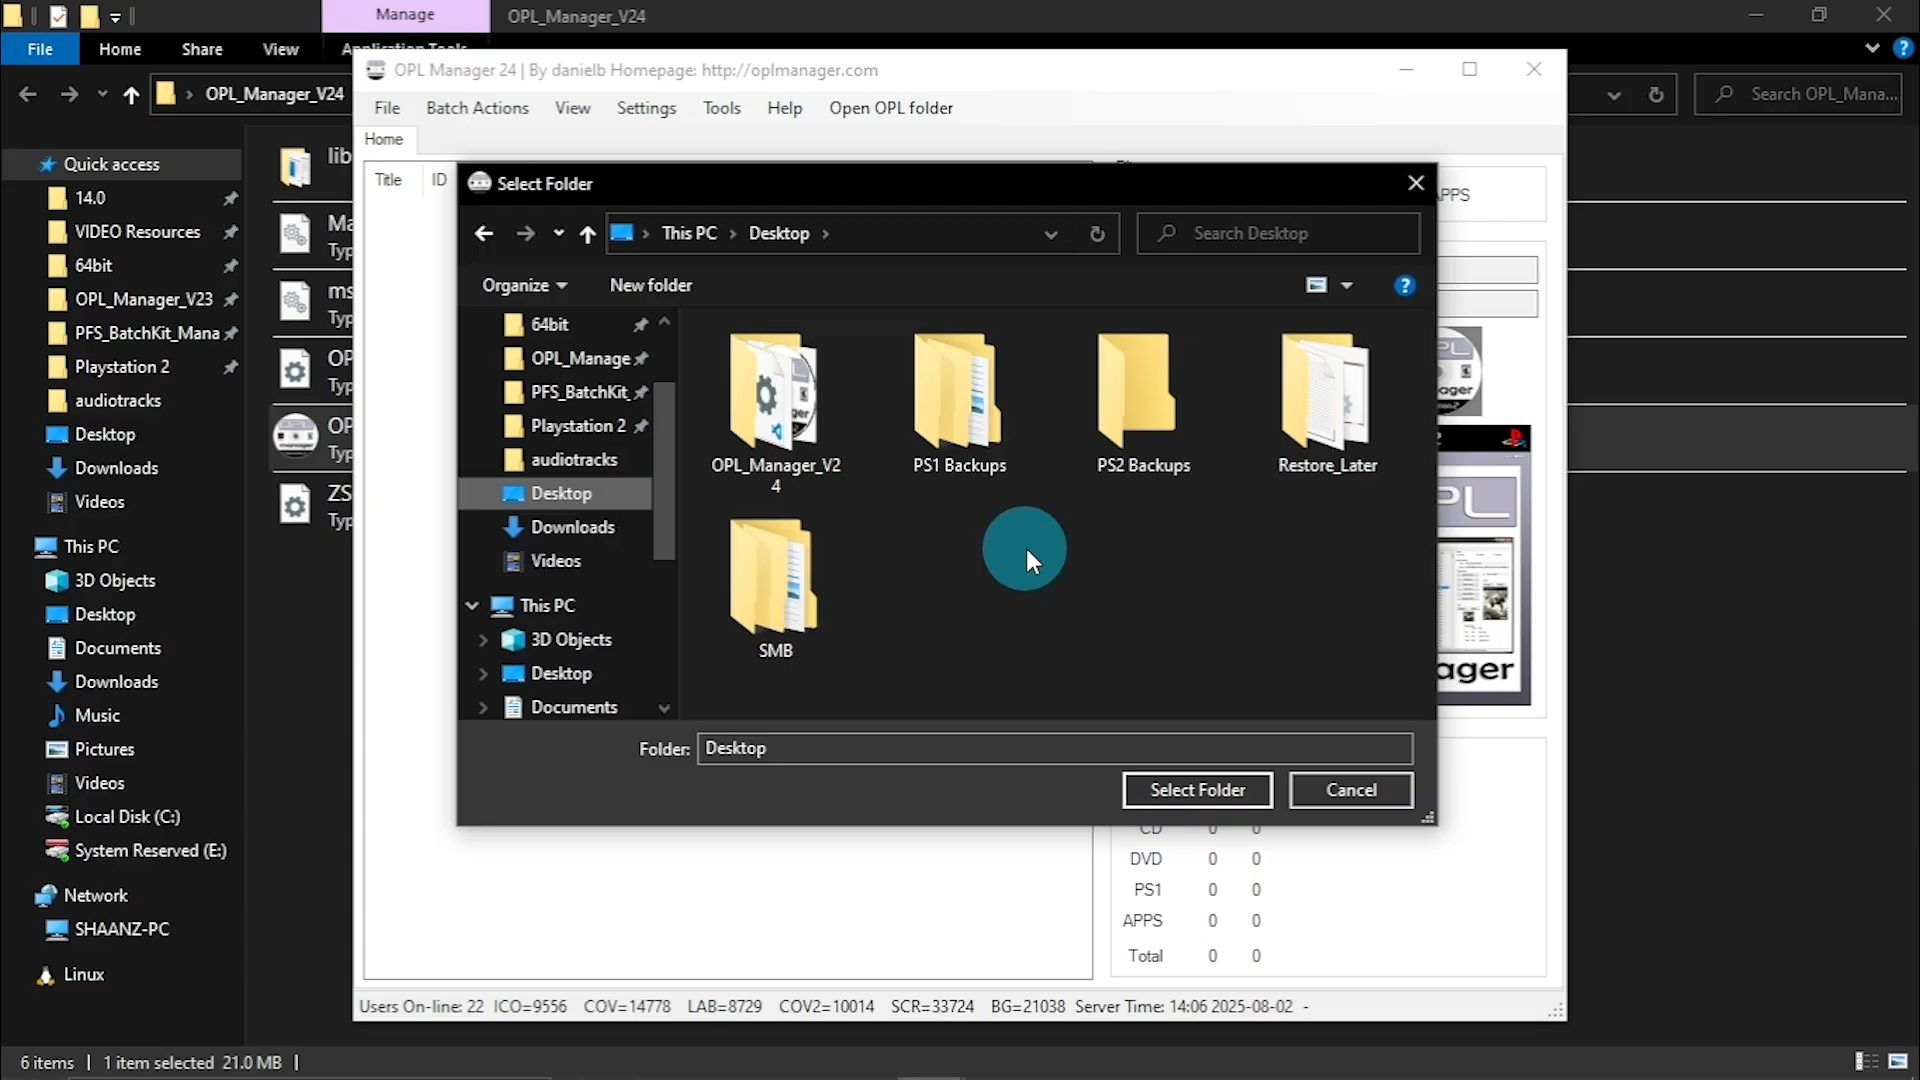 Manage
OPL_Manager_V24
File
Home
Share
View
Application Tools
OPL_Manager_V24
Search OPL_Mana...
Quick access
14.0
VIDEO Resources
64bit
OPL_Manager_V23
PFS_BatchKit_Mana
Playstation 2
audiotracks
Desktop
Downloads
Videos
This PC
3D Objects
Desktop
Documents
Downloads
Music
Pictures
Videos
Local Disk (C:)
System Reserved (E:)
Network
SHAANZ-PC
Linux
lib
Ma
Typ
ms
Typ
OP
Typ
OP
Typ
ZS
Typ
OPL Manager 24 | By danielb Homepage: http://oplmanager.com
File
Batch Actions
View
Settings
Tools
Help
Open OPL folder
Home
Title
ID
Select Folder
This PC
Desktop
Search Desktop
Organize
New folder
?
64bit
OPL_Manage
PFS_BatchKit_
Playstation 2
audiotracks
Desktop
Downloads
Videos
This PC
3D Objects
Desktop
Documents
OPL_Manager_V2
4
PS1 Backups
PS2 Backups
Restore_Later
SMB
Folder:
Desktop
Select Folder
Cancel
PPS
ager
CD 0 0
DVD 0 0
PS1 0 0
APPS 0 0
Total 0 0
Users On-line: 22 ICO=9556 COV=14778 LAB=8729 COV2=10014 SCR=33724 BG=21038 Server Time: 14:06 2025-08-02 -
6 items
1 item selected 21.0 MB